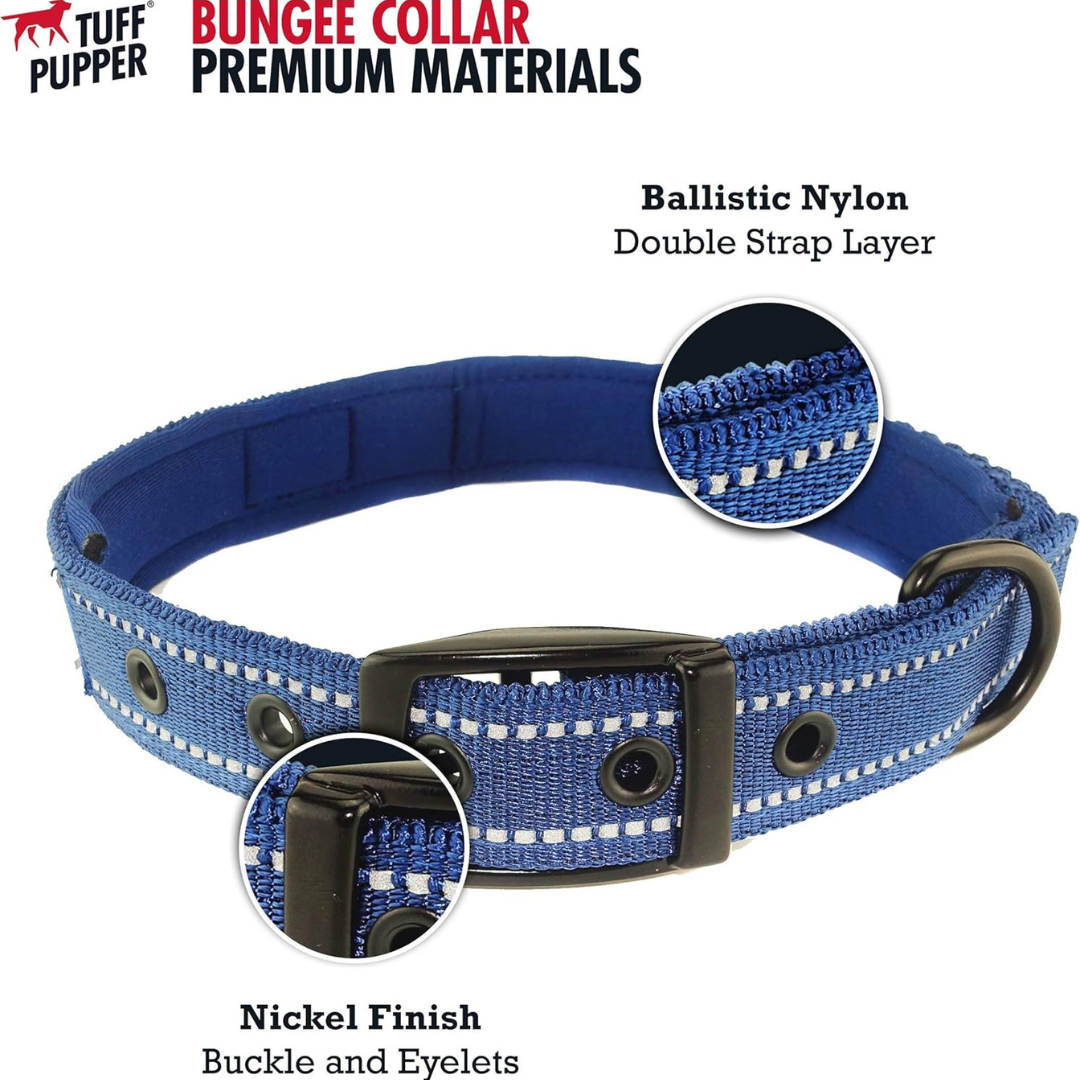 TUFF
PUPPER®
BUNGEE COLLAR
PREMIUM MATERIALS
Ballistic Nylon
Double Strap Layer
Nickel Finish
Buckle and Eyelets